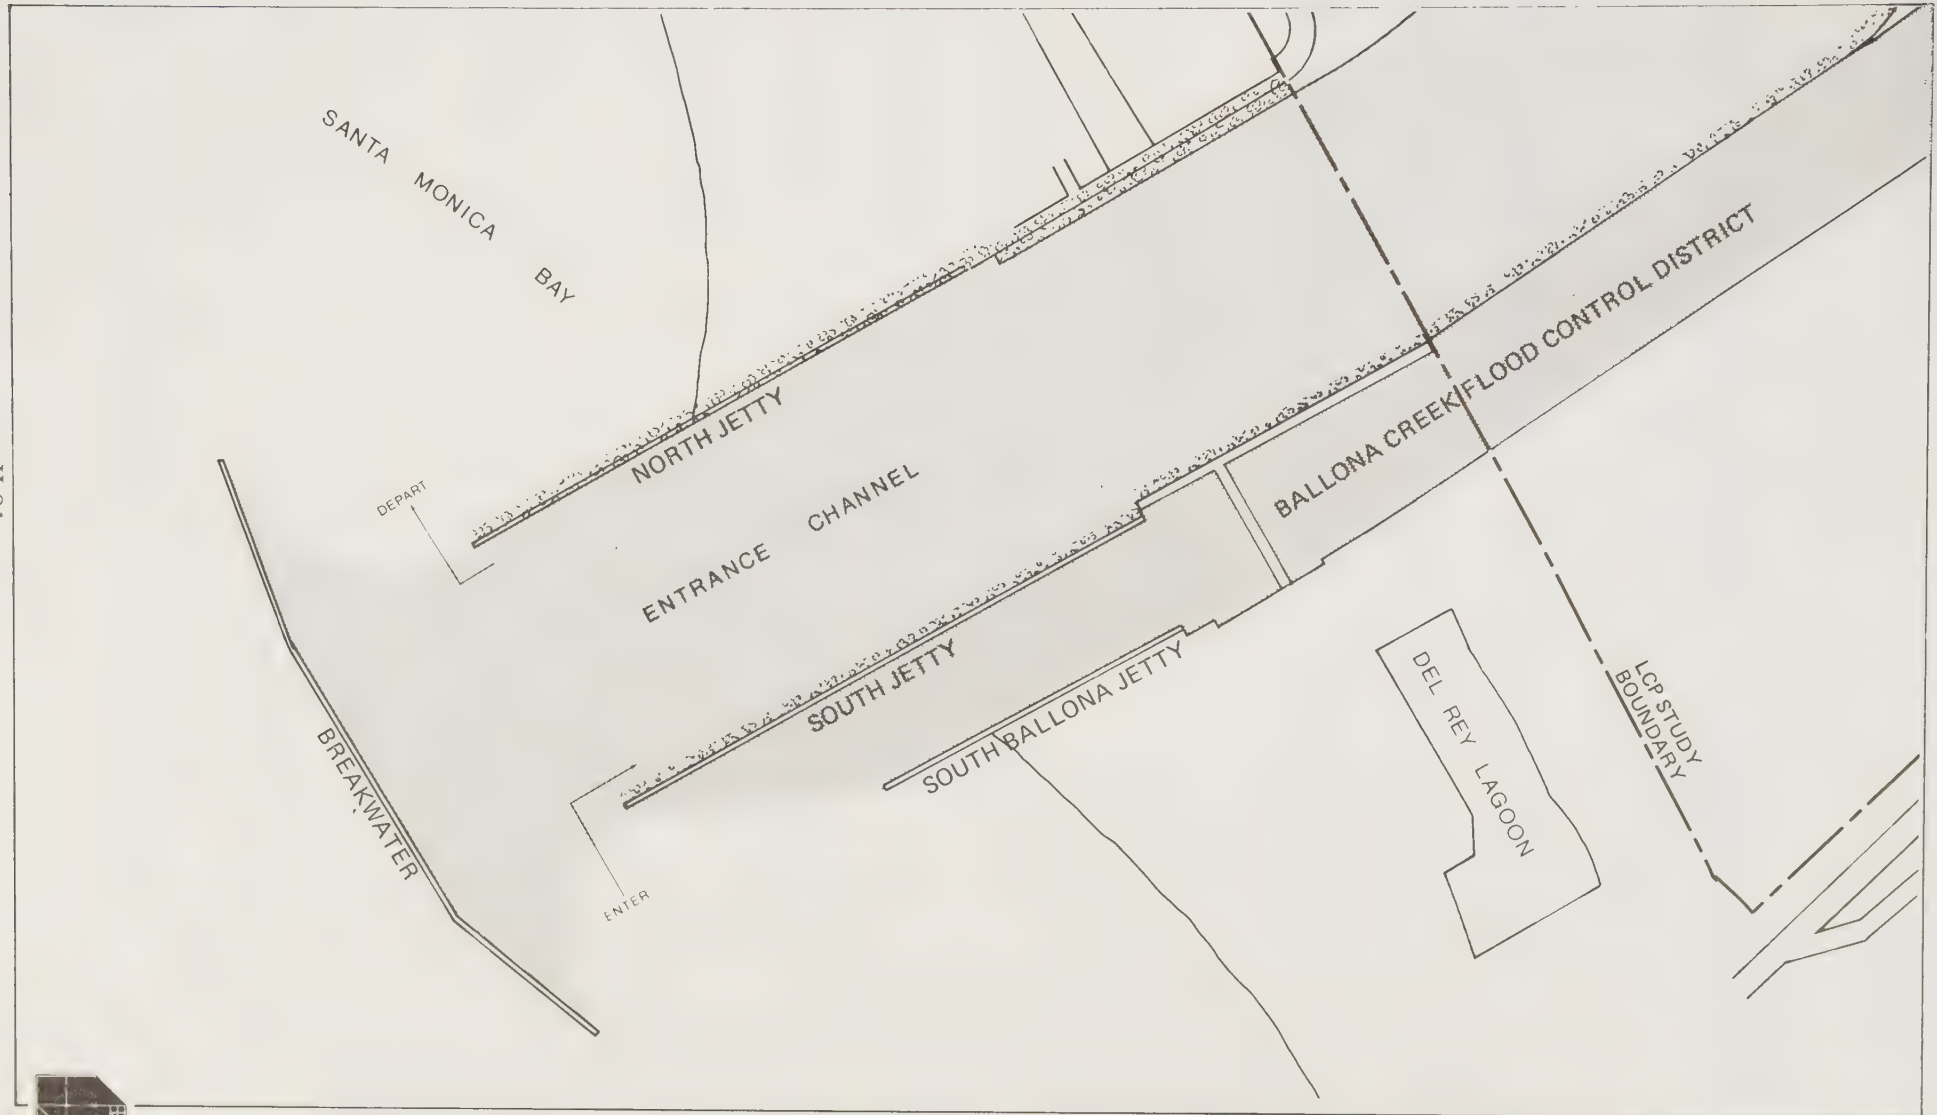 SANTA MONICA BAY
DEPART
NORTH JETTY
ENTRANCE CHANNEL
BALLONA CREEK FLOOD CONTROL DISTRICT
SOUTH JETTY
SOUTH BALLONA JETTY
DEL REY LAGOON
LCP STUDY
BOUNDARY
BREAKWATER
ENTER